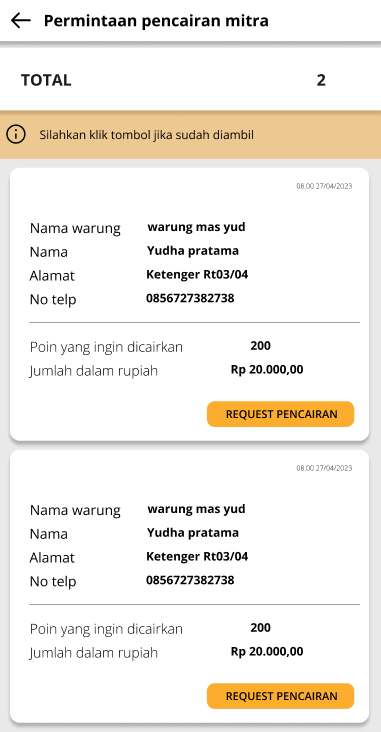 Permintaan pencairan mitra
TOTAL 2
Silahkan klik tombol jika sudah diambil
08.00 27/04/2023
Nama warung warung mas yud
Nama Yudha pratama
Alamat Ketenger Rt03/04
No telp 0856727382738
Poin yang ingin dicairkan 200
Jumlah dalam rupiah Rp 20.000,00
REQUEST PENCAIRAN
08.00 27/04/2023
Nama warung warung mas yud
Nama Yudha pratama
Alamat Ketenger Rt03/04
No telp 0856727382738
Poin yang ingin dicairkan 200
Jumlah dalam rupiah Rp 20.000,00
REQUEST PENCAIRAN